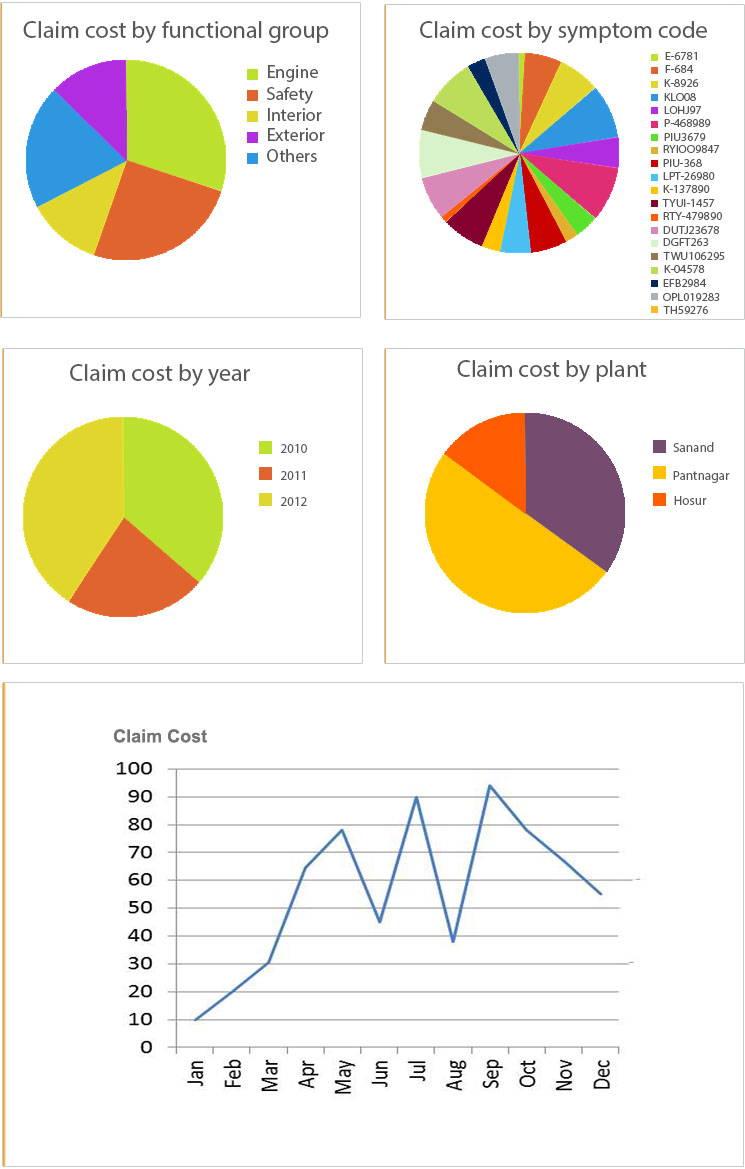 Claim cost by functional group
Engine
Safety
Interior
Exterior
Others
Claim cost by symptom code
E-6781
F-684
K-8926
KLO08
LOHJ97
P-468989
PIU3679
RYIOO9847
PIU-368
LPT-26980
K-137890
TYUI-1457
RTY-479890
DUTJ23678
DGFT263
TWU106295
K-04578
EFB2984
OPL019283
TH59276
Claim cost by year
2010
2011
2012
Claim cost by plant
Sanand
Pantnagar
Hosur
Claim Cost
100
90
80
70
60
50
40
30
20
10
0
Jan Feb Mar Apr May Jun Jul Aug Sep Oct Nov Dec